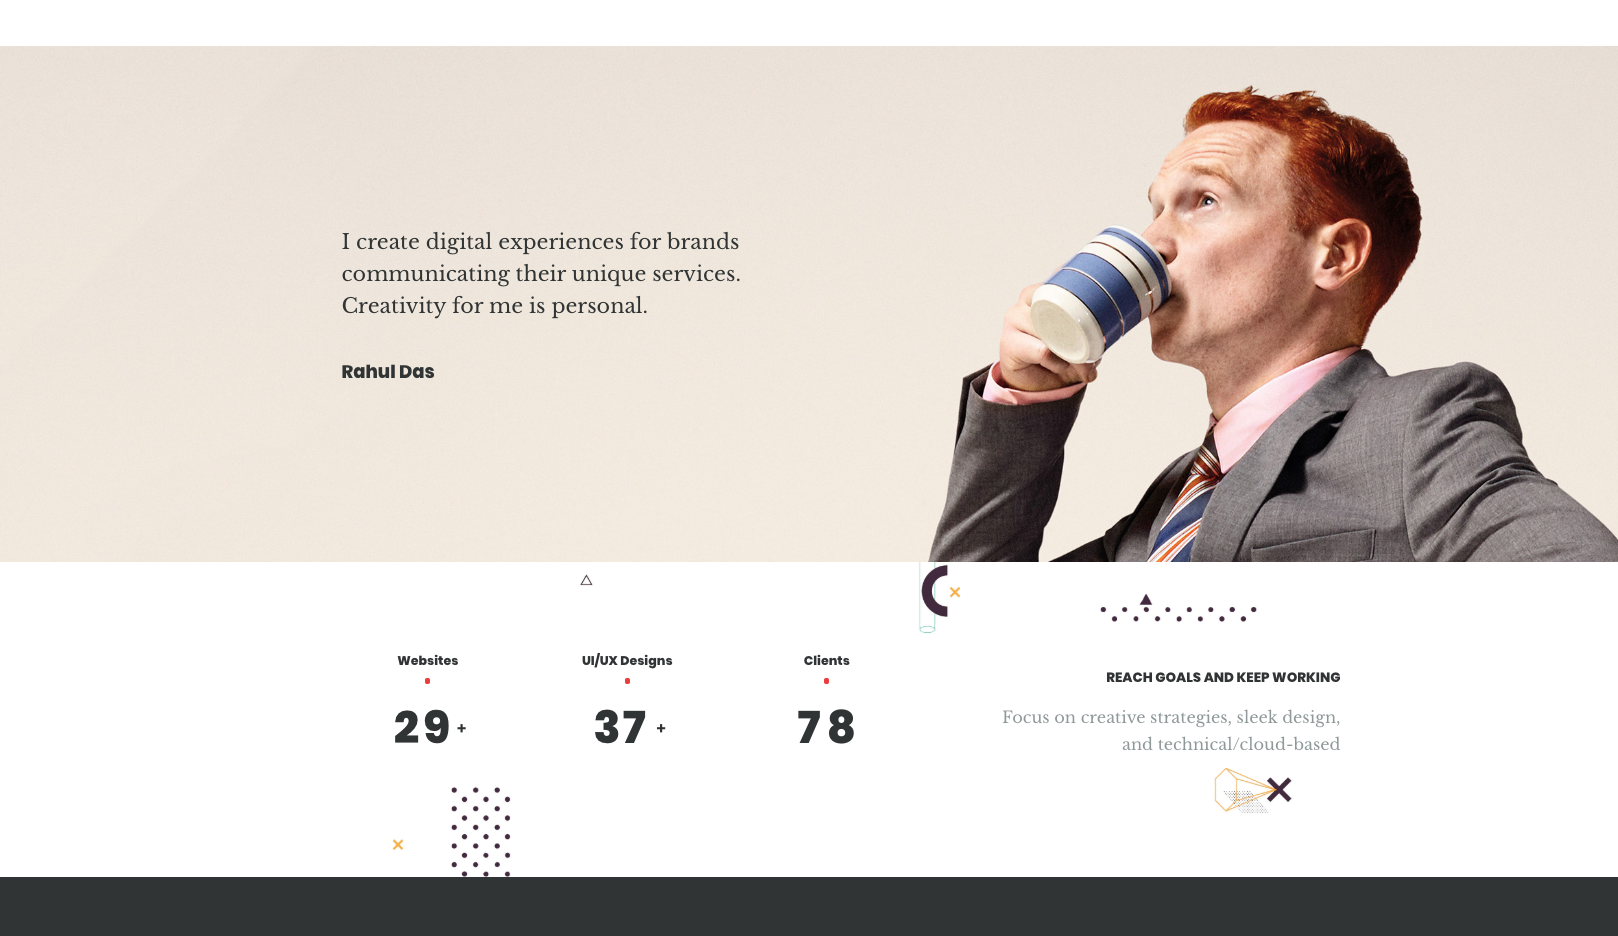 I create digital experiences for brands
communicating their unique services.
Creativity for me is personal.
Rahul Das
Websites
29 +
UI/UX Designs
37 +
Clients
78
REACH GOALS AND KEEP WORKING
Focus on creative strategies, sleek design,
and technical/cloud-based